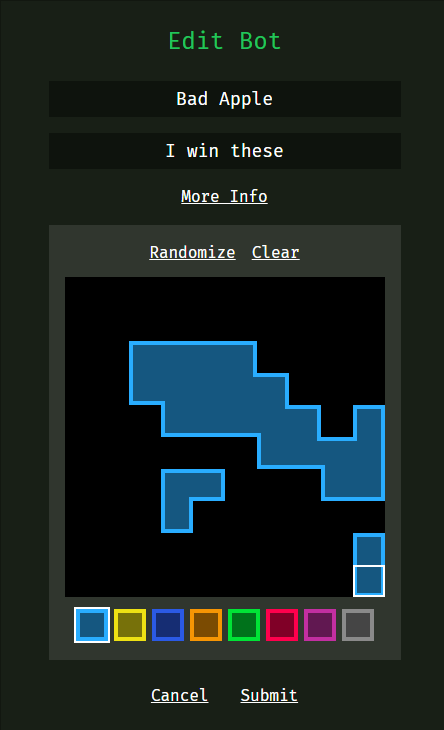 Edit Bot
Bad Apple
I win these
More Info
Randomize Clear
Cancel Submit